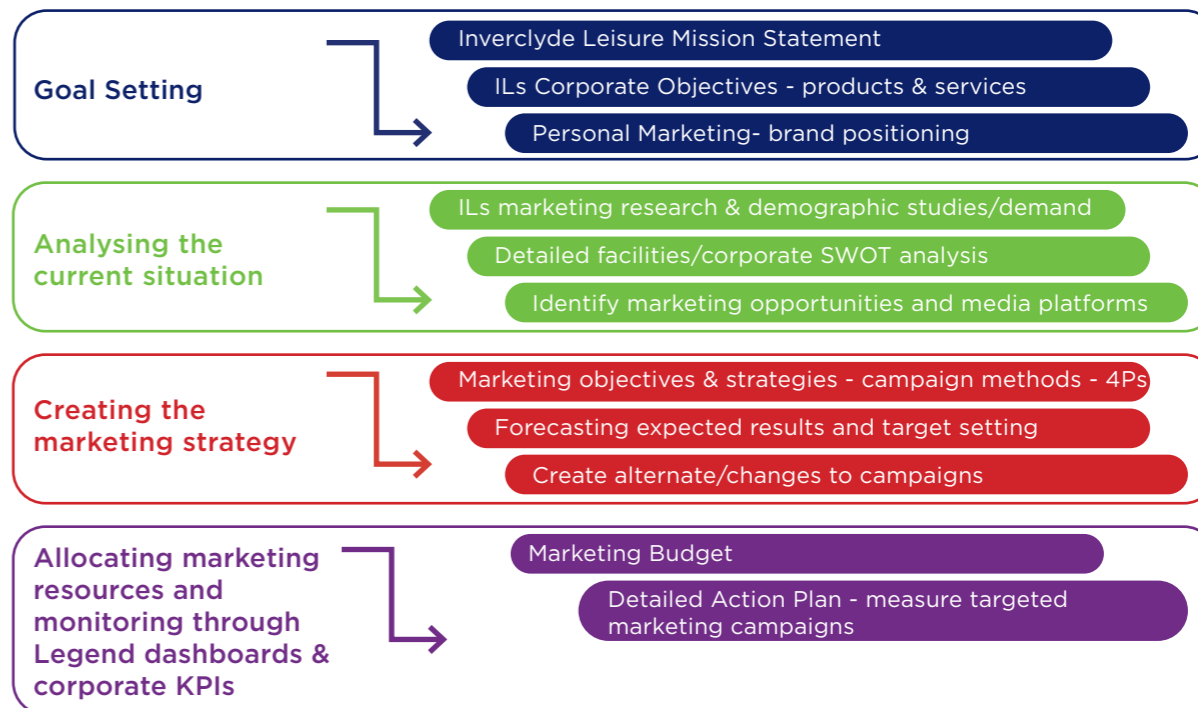 Goal Setting
Inverclyde Leisure Mission Statement
ILs Corporate Objectives - products & services
Personal Marketing- brand positioning
Analysing the
current situation
ILs marketing research & demographic studies/demand
Detailed facilities/corporate SWOT analysis
Identify marketing opportunities and media platforms
Creating the
marketing strategy
Marketing objectives & strategies - campaign methods - 4Ps
Forecasting expected results and target setting
Create alternate/changes to campaigns
Allocating marketing
resources and
monitoring through
Legend dashboards &
corporate KPIs
Marketing Budget
Detailed Action Plan - measure targeted
marketing campaigns